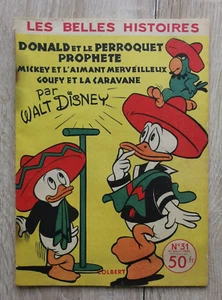 LES BELLES HISTOIRES
DONALD ET LE PERROQUET
PROPHETE
MICKEY ET L'AIMANT MERVEILLEUX
GOUFY ET LA CARAVANE
par
WALT DISNEY
N° 31
50 fr
COLBERT